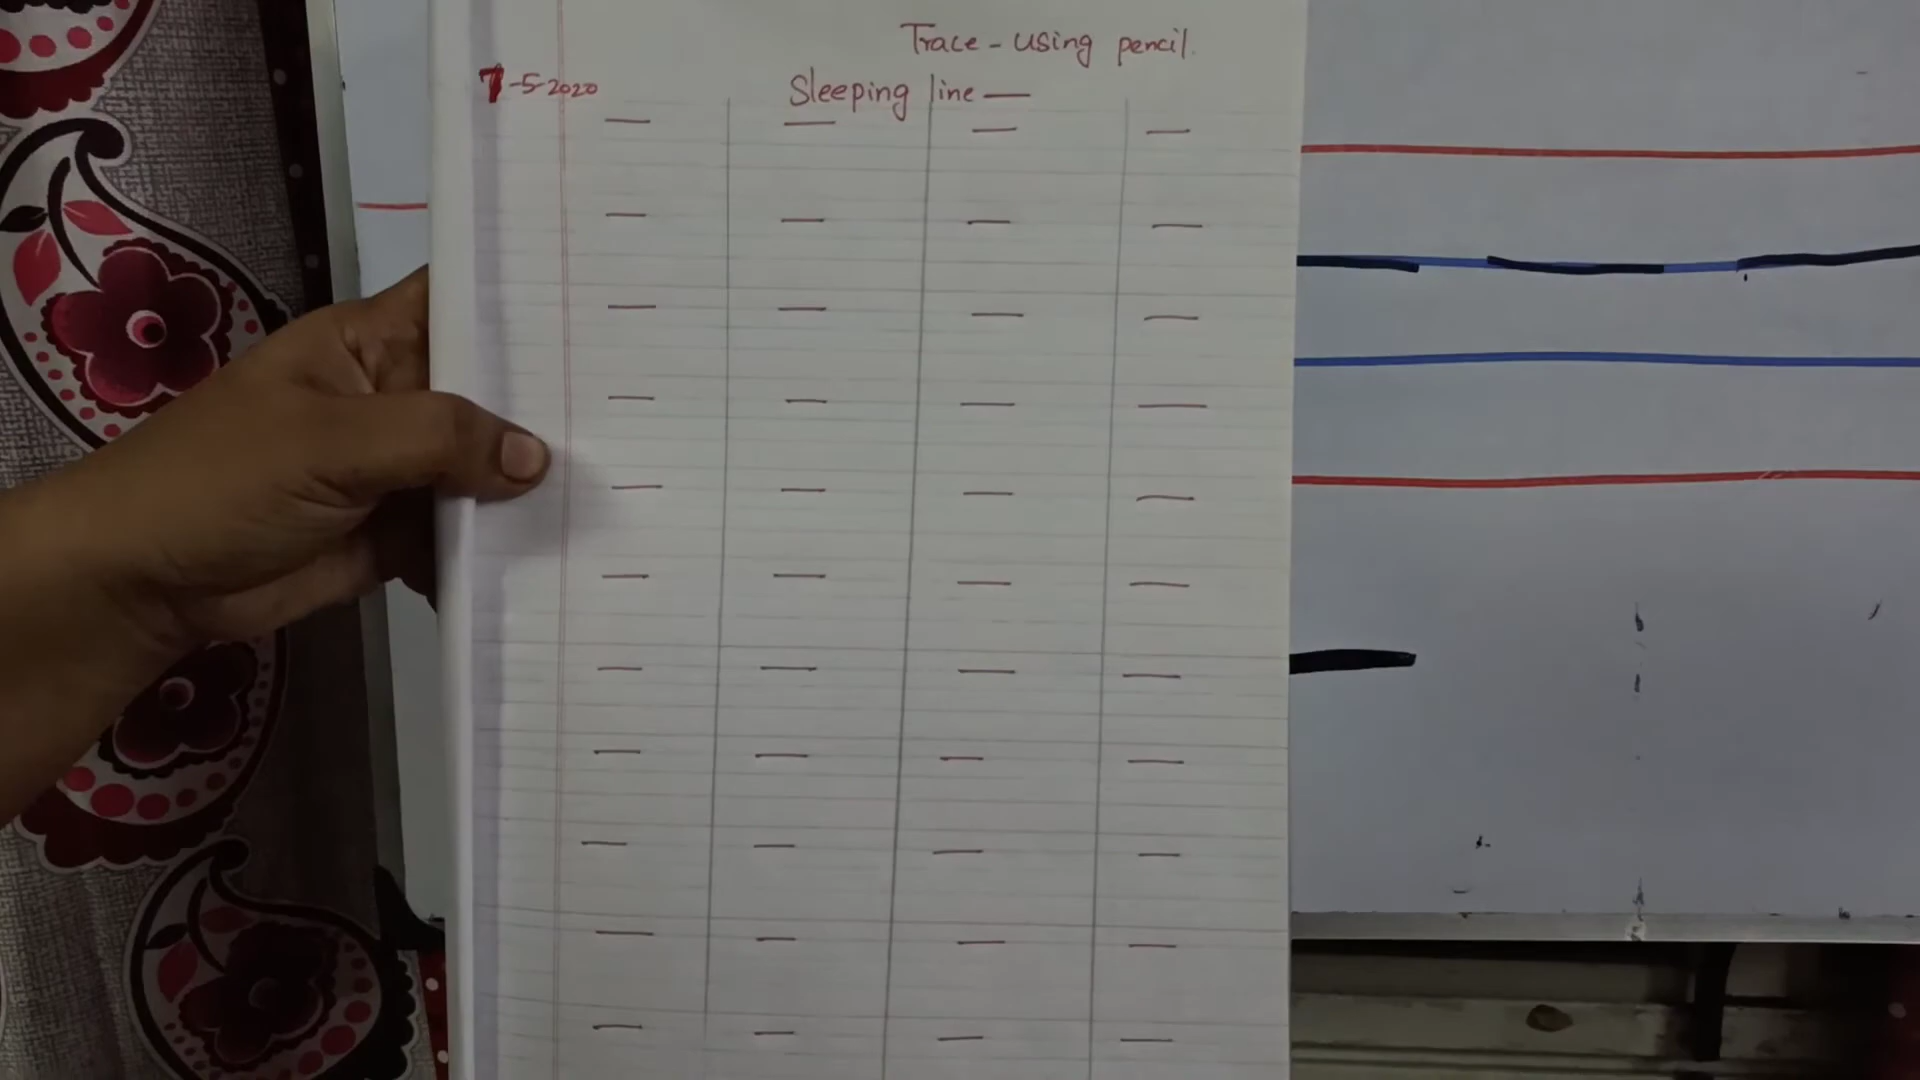 Trace - using pencil.
7-5-2020
Sleeping line —